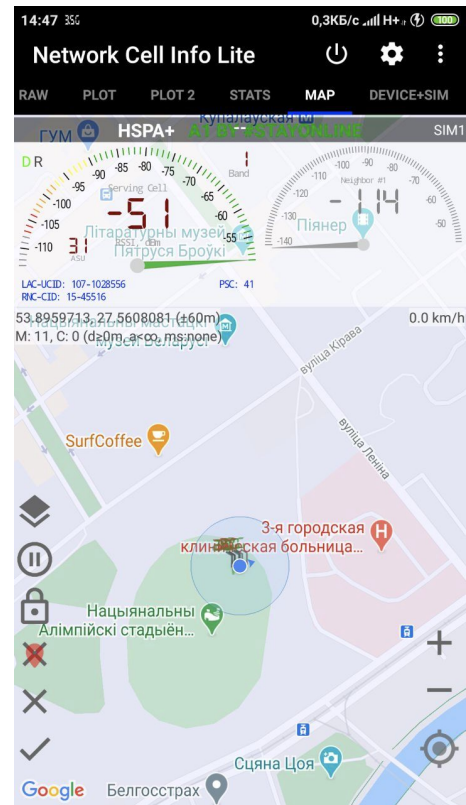 14:47 35G 0,3КБ/с H+ 100
Network Cell Info Lite
RAW PLOT PLOT 2 STATS MAP DEVICE+SIM
Купалаўская
ГУМ HSPA+ SIM1
D R
-110 -105 -100 -95 -90 -85 -80 -75 -70 -65 -60 -55
Serving Cell
-51
RSSI, dBm
31
ASU
1
Band
-140 -130 -120 -110 -100 -90 -80 -70 -60 -50
Neighbor #1
-114
Літаратурны музей
Пятруся Броўкі
Піянер
LAC-UCID: 107-1028556 PSC: 41
RNC-CID: 15-45516
53.8959713, 27.5608081 (±60m) 0.0 km/h
Нацыянальны мастацкі
M: 11, C: 0 (d≥0m, a<∞, ms:none)
музей Беларусі
вуліца Кірава
вуліца Леніна
SurfCoffee
3-я городская
клиническая больница...
Нацыянальны
Алімпійскі стадыён...
Сцяна Цоя
Google Белгосстрах